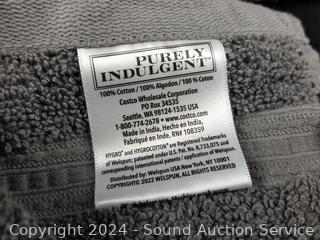 PURELY
INDULGENT
100% Cotton / 100% Algodon / 100% Coton
Costco Wholesale Corporation
PO Box 34535
Seattle, WA 98124-1535 USA
1-800-774-2678 • www.costco.com
Made in India, Hecho en India,
Fabriqué en Inde, RN# 108359
HYGRO® and HYGROCOTTON® are Registered Trademarks
of Welspun; patented under U.S. Pat. No. 8,733,075 and
corresponding international patents / application of Welspun.
Distributed by: Welspun USA New York, NY 10001
COPYRIGHT© 2022 WELSPUN, ALL RIGHTS RESERVED
Copyright 2024 - Sound Auction Service